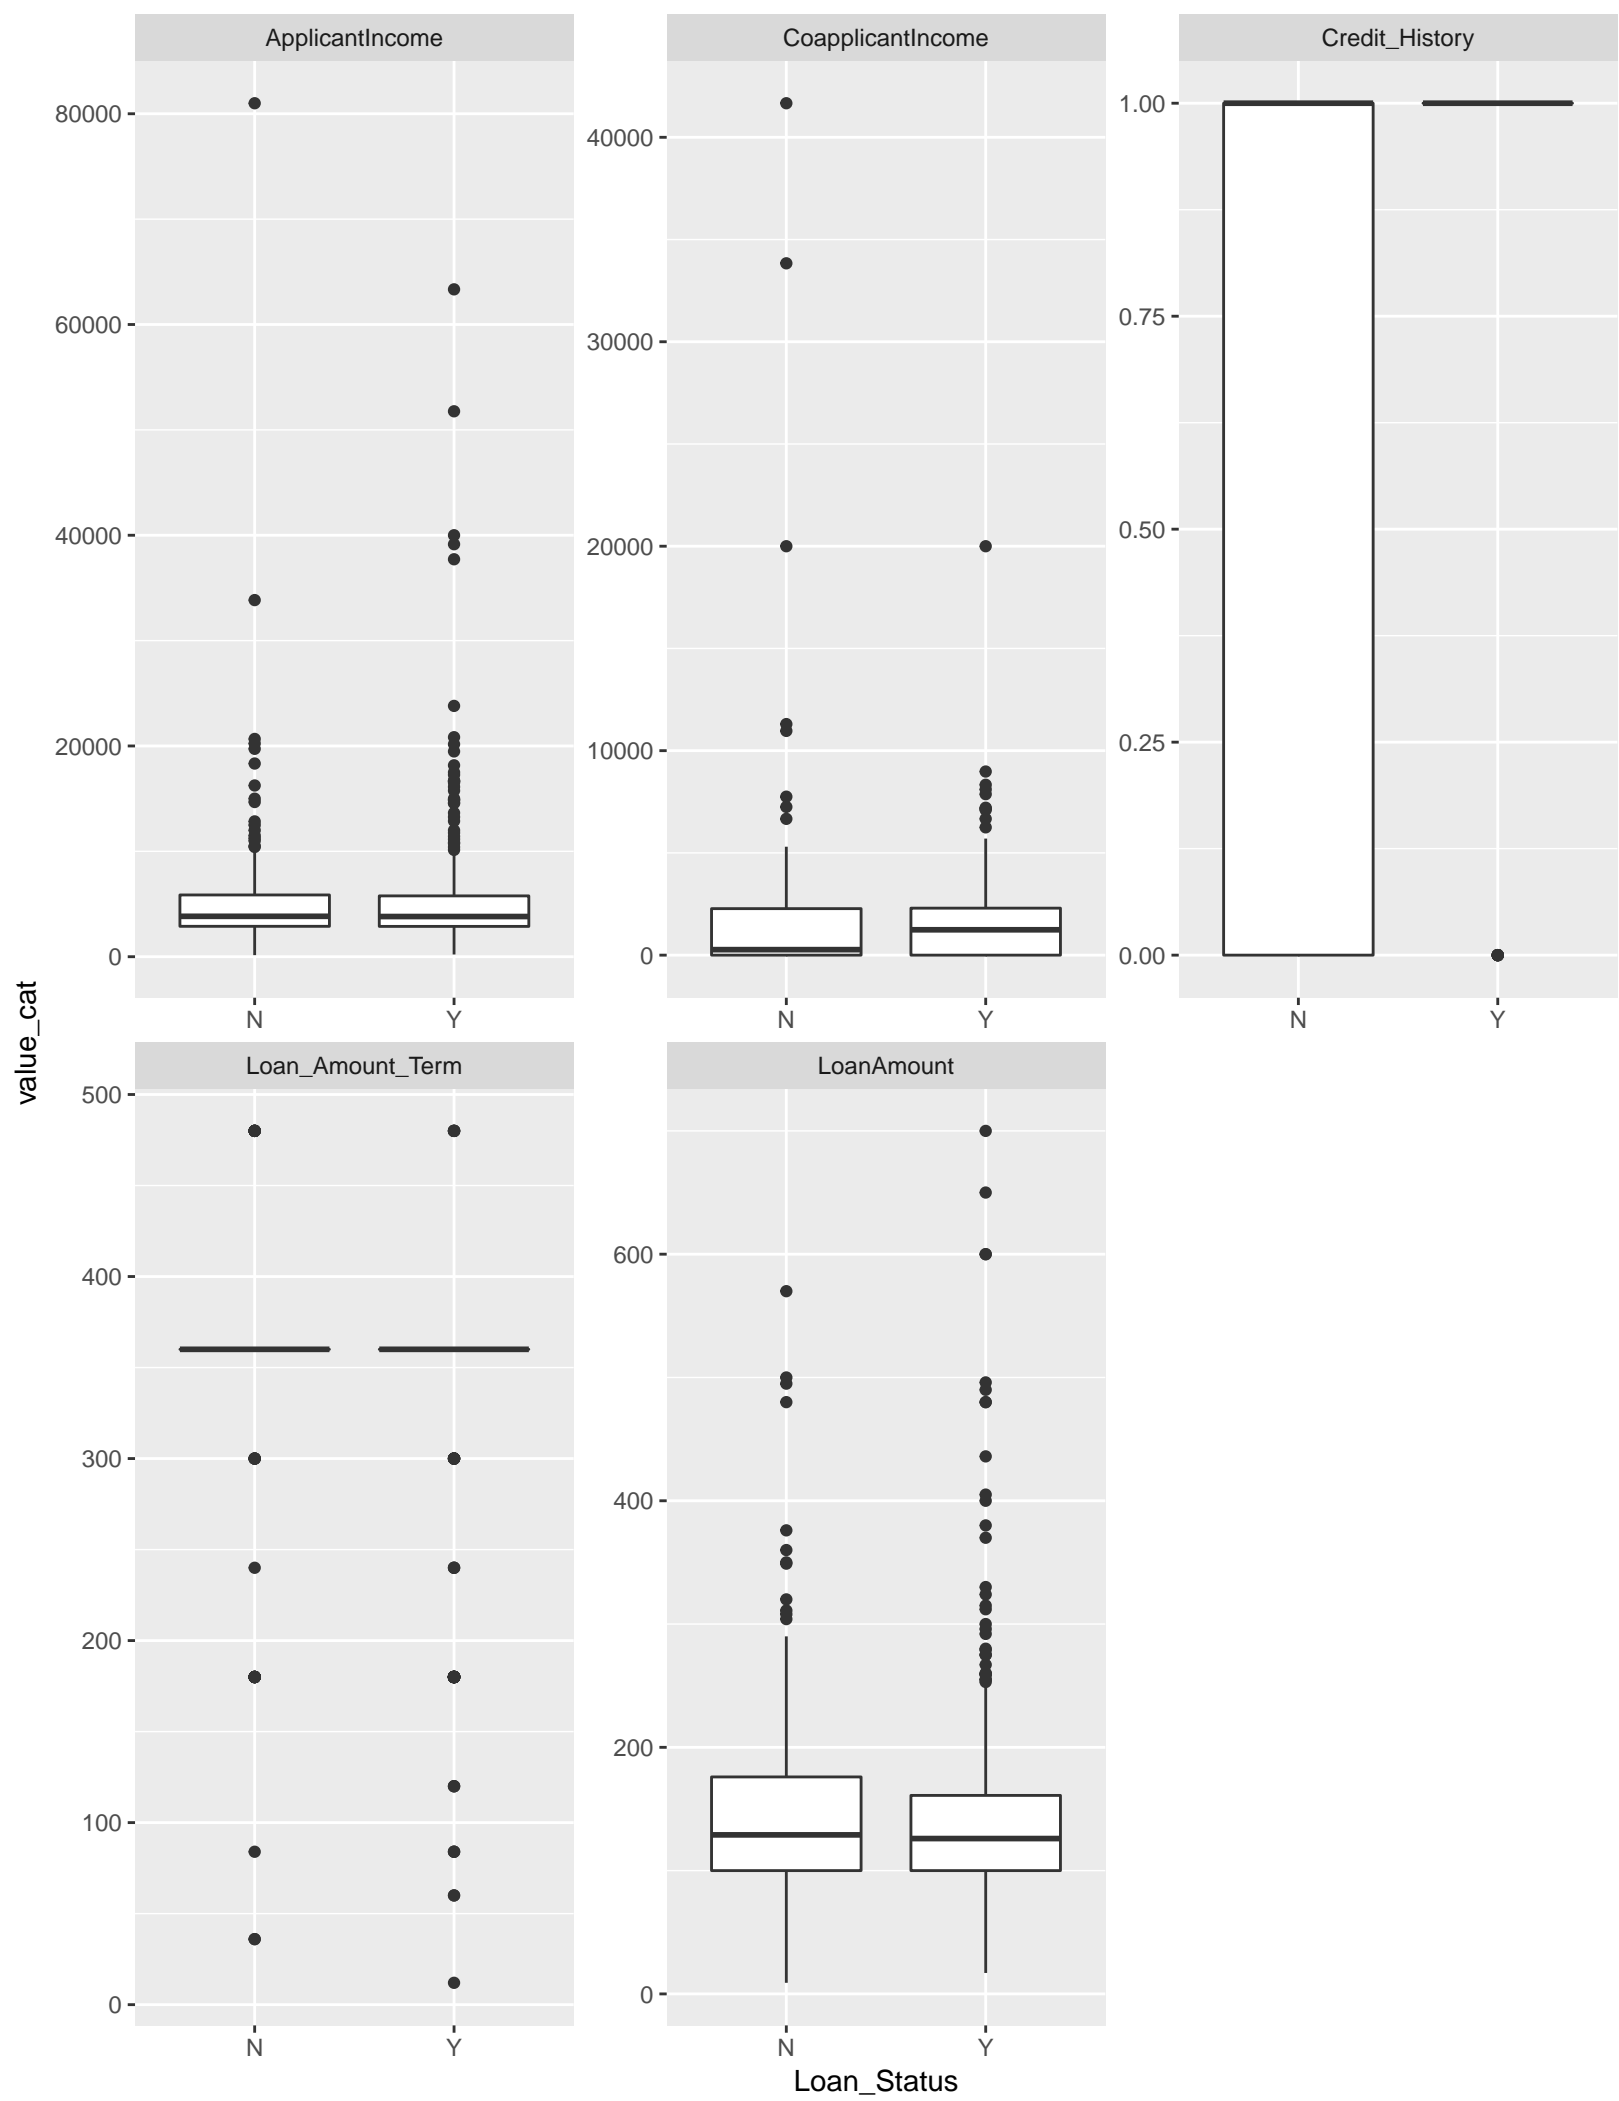 ApplicantIncome
CoapplicantIncome
Credit_History
80000
60000
40000
20000
0
40000
30000
20000
10000
0
1.00
0.75
0.50
0.25
0.00
N
Y
N
Y
N
Y
value_cat
Loan_Amount_Term
LoanAmount
500
400
300
200
100
0
600
400
200
0
N
Y
N
Y
Loan_Status